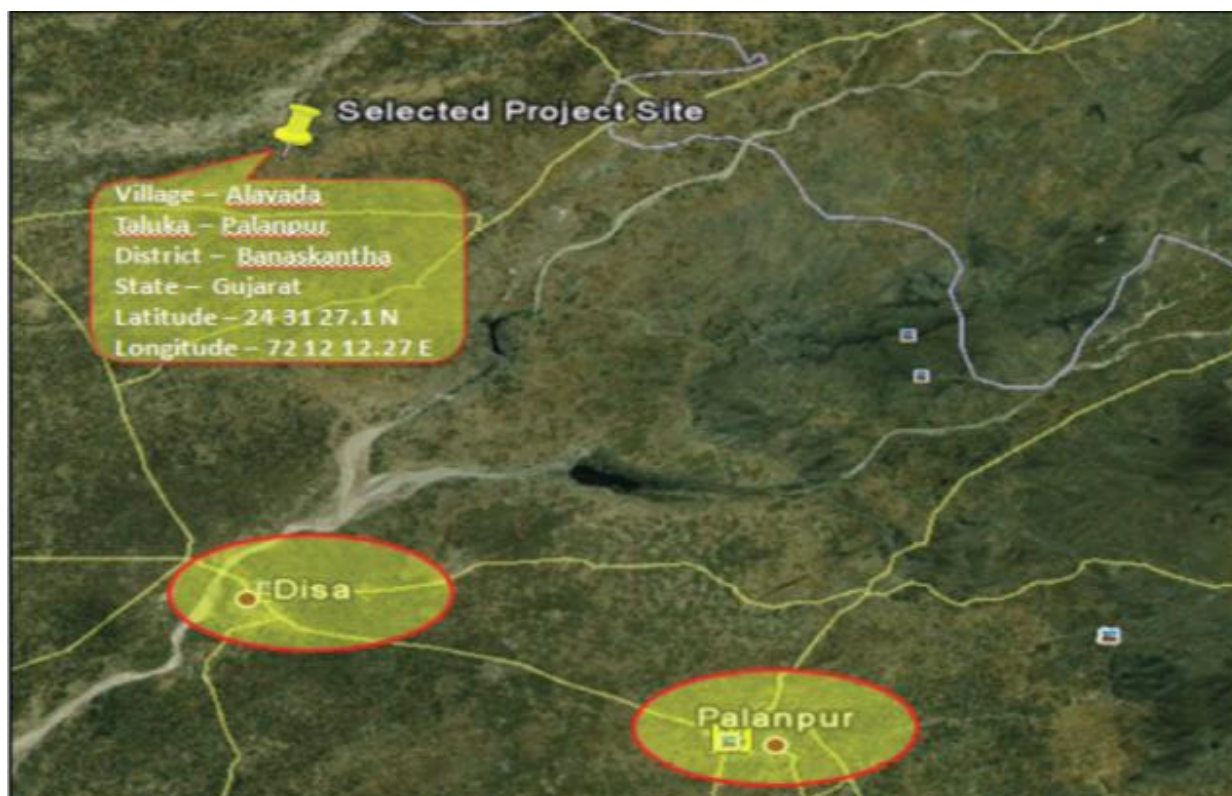 Selected Project Site
Village – Alavada
Taluka – Palanpur
District – Banaskantha
State – Gujarat
Latitude – 24 31 27.1 N
Longitude – 72 12 12.27 E
Disa
Palanpur